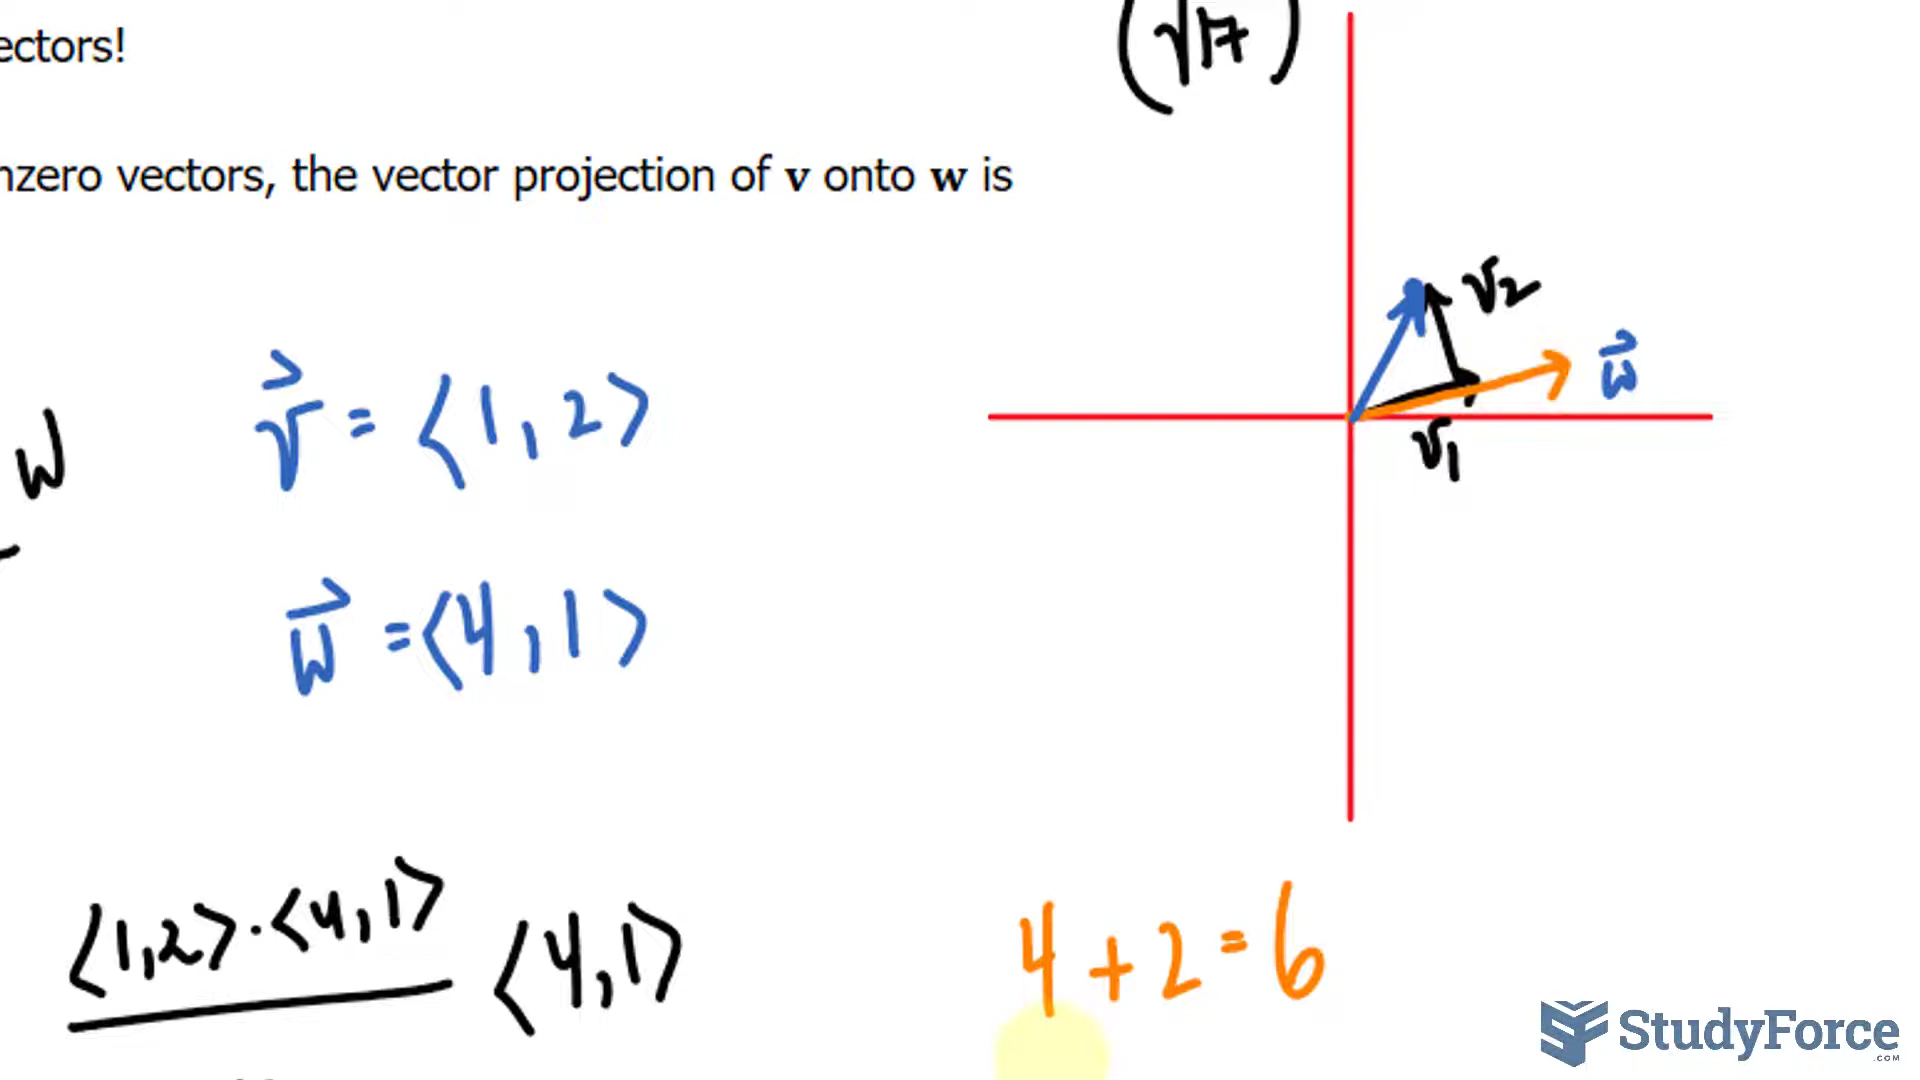 ectors!
(√17)
nzero vectors, the vector projection of v onto w is
v2
w
v1
v = <1, 2>
w
w = <4, 1>
<1,2> · <4,1> <4,1>
4 + 2 = 6
StudyForce
.COM